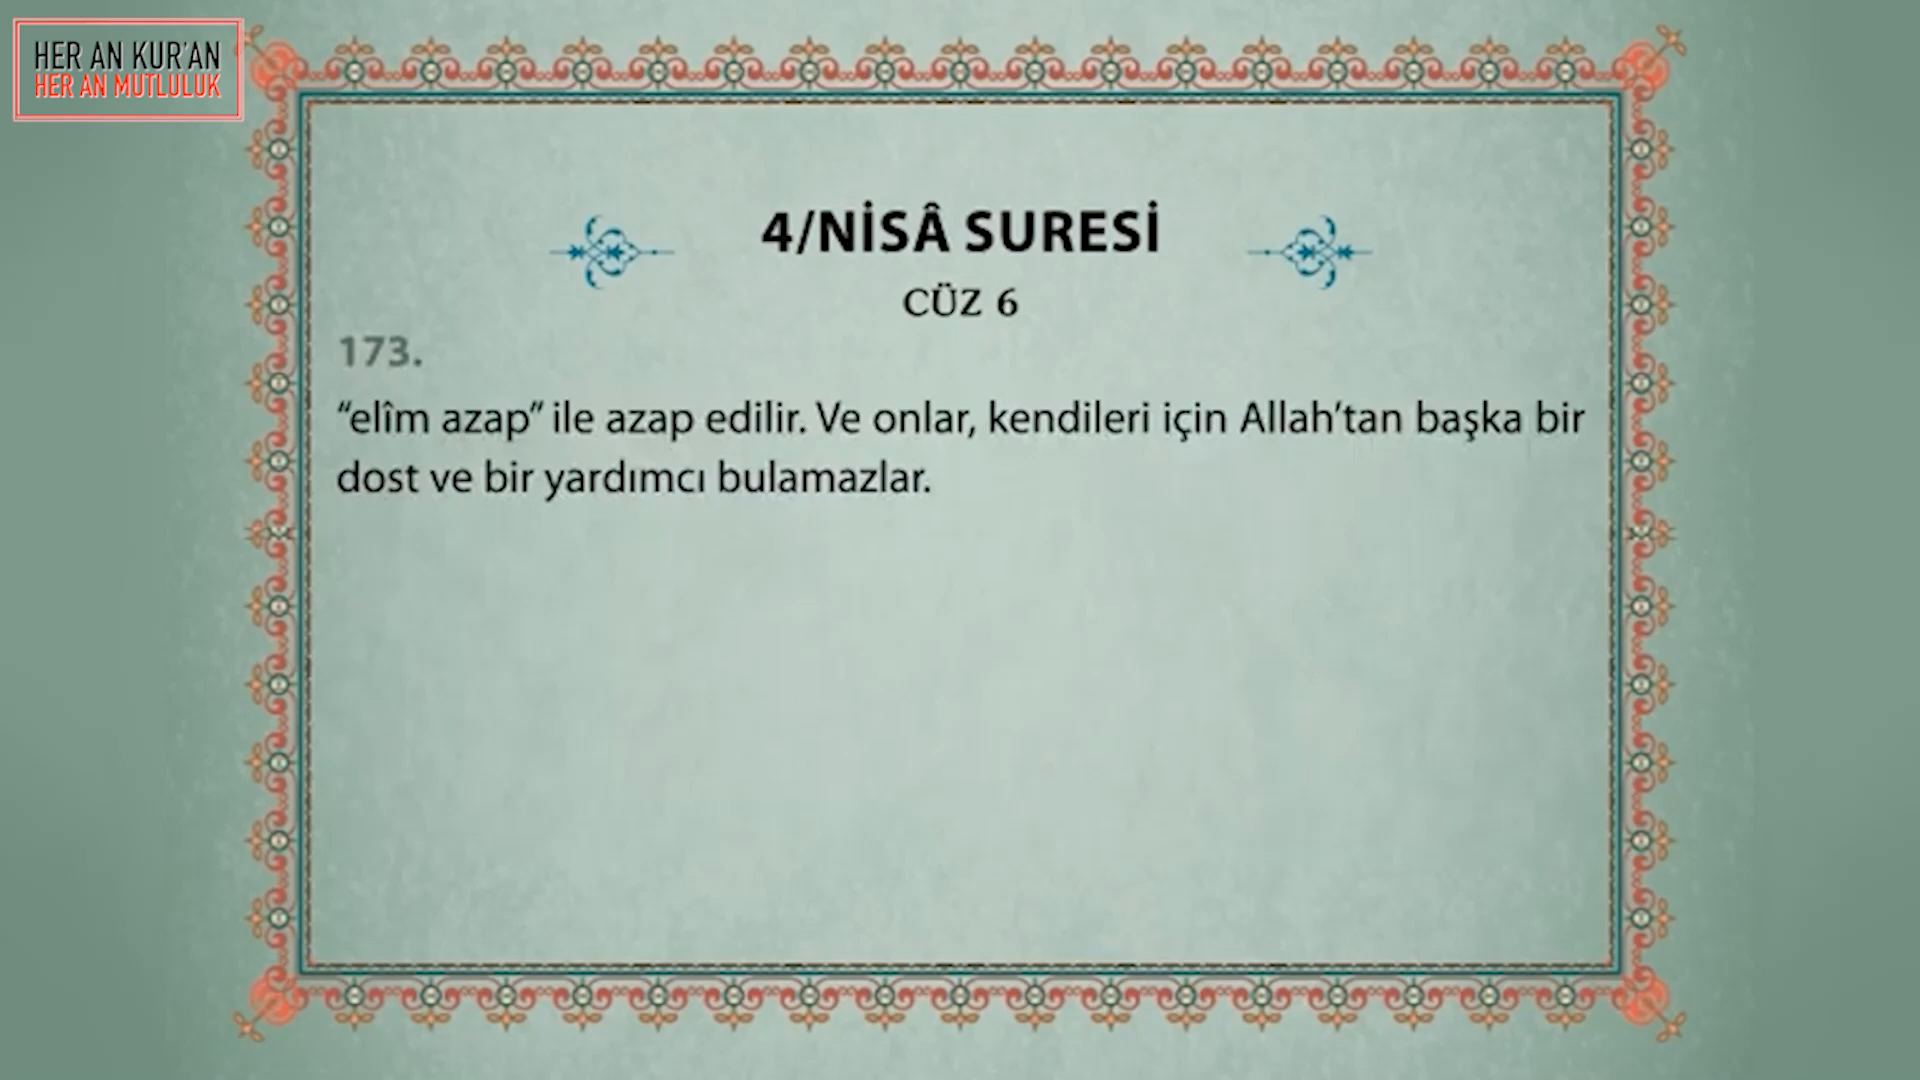 HER AN KUR'AN
HER AN MUTLULUK
4/NİSÂ SURESİ
CÜZ 6
173.
“elîm azap” ile azap edilir. Ve onlar, kendileri için Allah’tan başka bir
dost ve bir yardımcı bulamazlar.